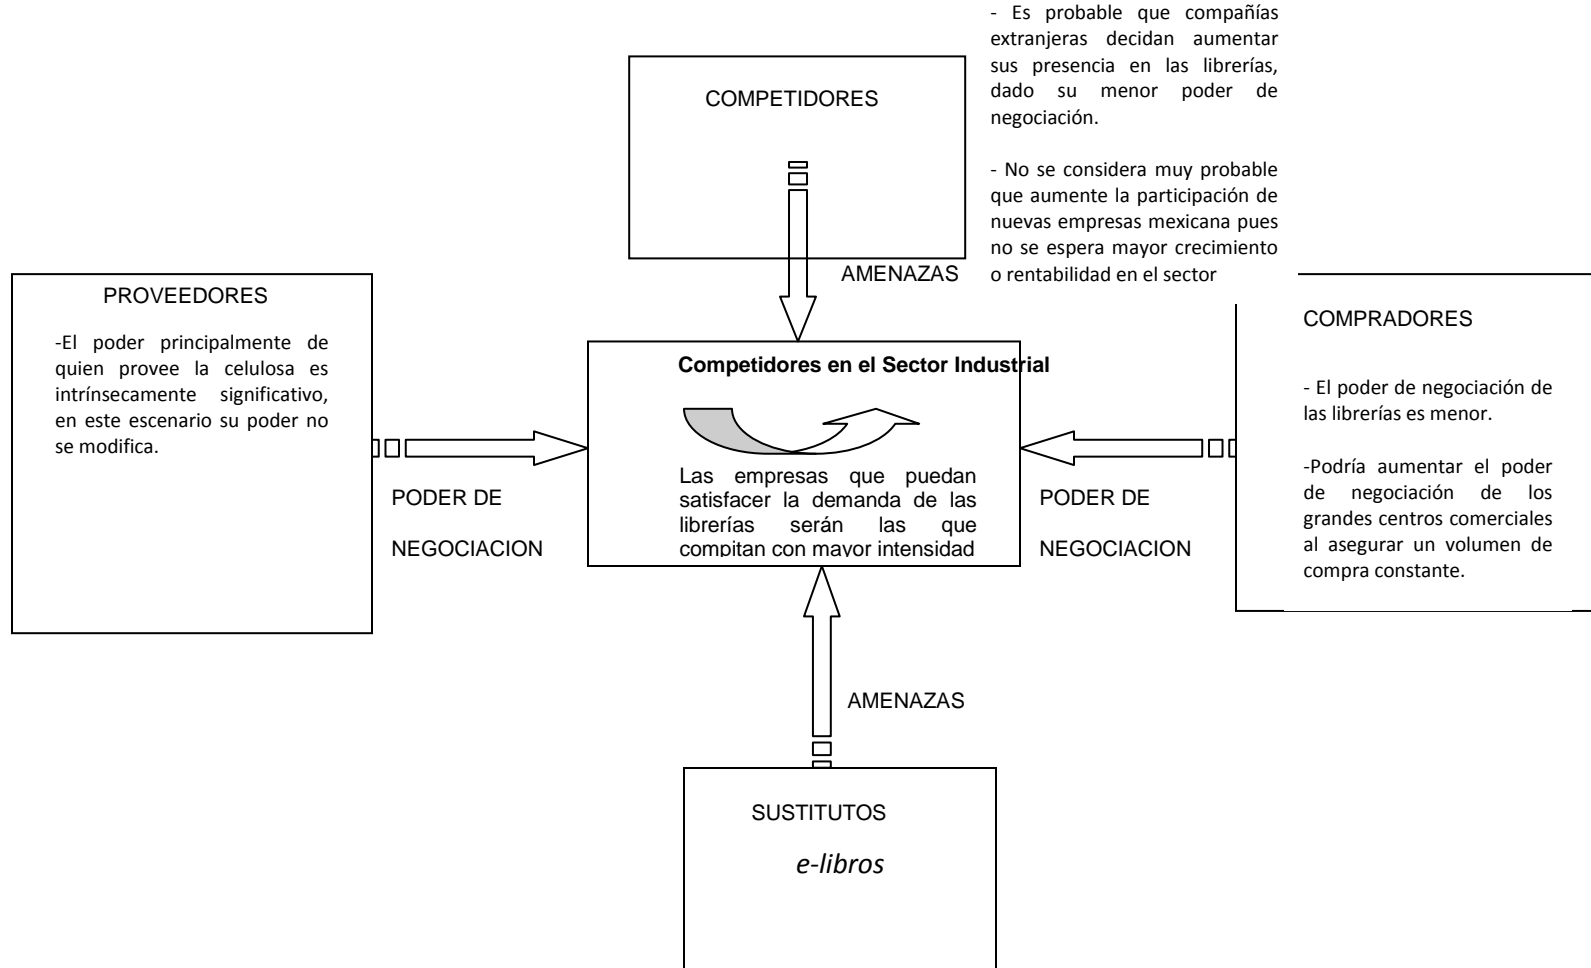 - Es probable que compañías
extranjeras decidan aumentar
sus presencia en las librerías,
dado su menor poder de
negociación.
- No se considera muy probable
que aumente la participación de
nuevas empresas mexicana pues
no se espera mayor crecimiento
o rentabilidad en el sector
COMPETIDORES
AMENAZAS
PROVEEDORES
-El poder principalmente de
quien provee la celulosa es
intrínsecamente significativo,
en este escenario su poder no
se modifica.
PODER DE
NEGOCIACION
Competidores en el Sector Industrial
Las empresas que puedan
satisfacer la demanda de las
librerías serán las que
compitan con mayor intensidad
PODER DE
NEGOCIACION
COMPRADORES
- El poder de negociación de
las librerías es menor.
-Podría aumentar el poder
de negociación de los
grandes centros comerciales
al asegurar un volumen de
compra constante.
AMENAZAS
SUSTITUTOS
e-libros